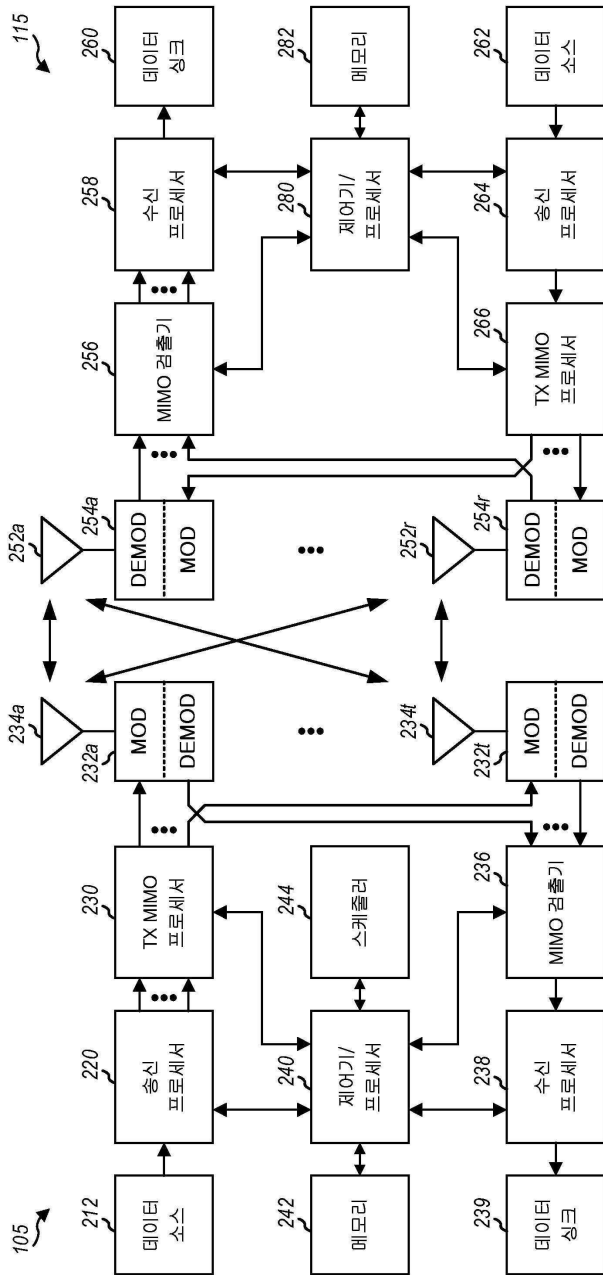 105
212
데이터
소스
220
송신
프로세서
230
TX MIMO
프로세서
232a
MOD
DEMOD
234a
242
메모리
240
제어기/
프로세서
244
스케줄러
239
데이터
싱크
238
수신
프로세서
236
MIMO 검출기
232t
MOD
DEMOD
234t
115
252a
254a
DEMOD
MOD
256
MIMO 검출기
258
수신
프로세서
260
데이터
싱크
280
제어기/
프로세서
282
메모리
252r
254r
DEMOD
MOD
266
TX MIMO
프로세서
264
송신
프로세서
262
데이터
소스